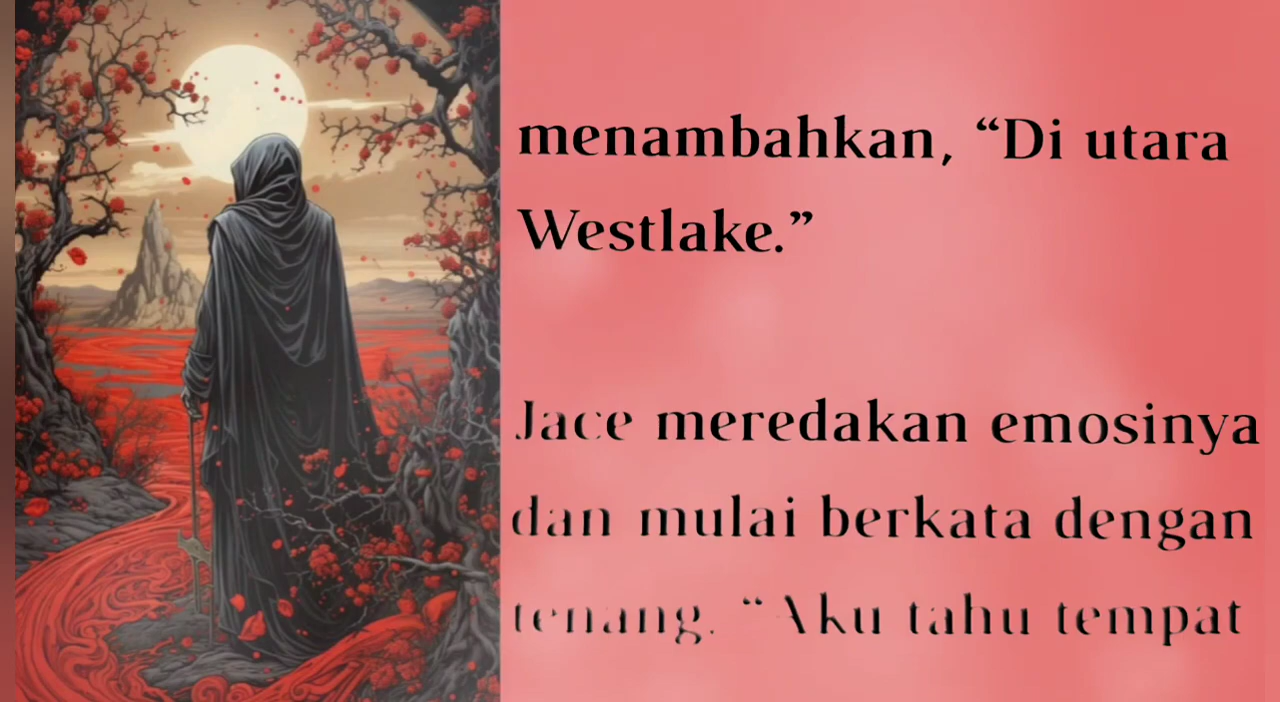 menambahkan, “Di utara
Westlake.”
Jace meredakan emosinya
dan mulai berkata dengan
tenang. “Aku tahu tempat